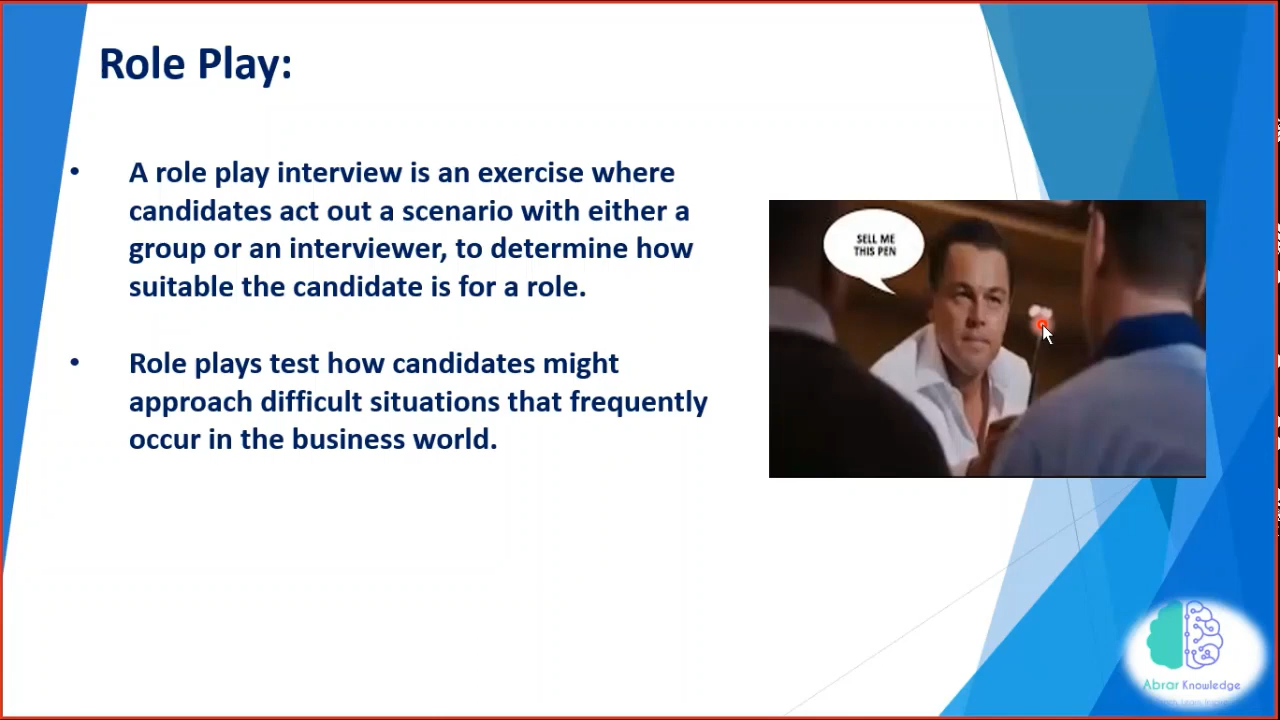 Role Play:
• A role play interview is an exercise where
candidates act out a scenario with either a
group or an interviewer, to determine how
suitable the candidate is for a role.
• Role plays test how candidates might
approach difficult situations that frequently
occur in the business world.
SELL ME
THIS PEN
Abrar Knowledge